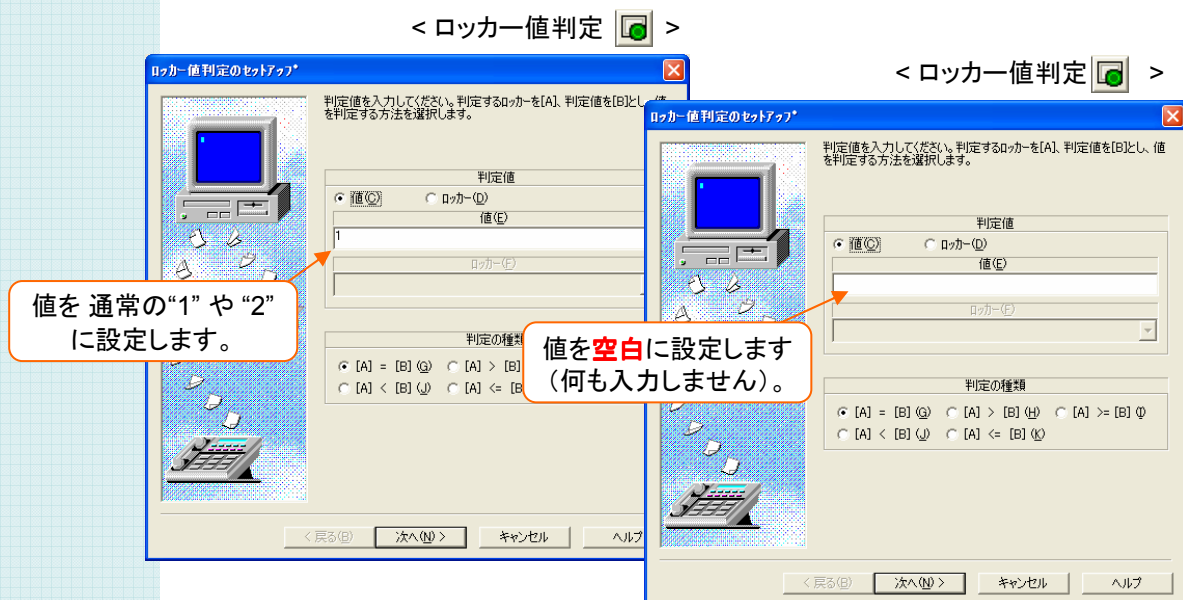 < ロッカー値判定 >
ロッカー値判定のセットアップ
判定値を入力してください。判定するロッカーを[A]、判定値を[B]とし、値
を判定する方法を選択します。
判定値
値(C)
ロッカー(D)
値(E)
1
ロッカー(F)
値を 通常の“1” や “2”
に設定します。
判定の種類
[A] = [B] (G) [A] > [B]
[A] < [B] (J) [A] <= [B
< 戻る(B) 次へ(N) > キャンセル ヘルプ
< ロッカー値判定 >
ロッカー値判定のセットアップ
判定値を入力してください。判定するロッカーを[A]、判定値を[B]とし、値
を判定する方法を選択します。
判定値
値(C) ロッカー(D)
値(E)
ロッカー(F)
値を空白に設定します
(何も入力しません)。
判定の種類
[A] = [B] (G) [A] > [B] (H) [A] >= [B] (I)
[A] < [B] (J) [A] <= [B] (K)
< 戻る(B) 次へ(N) > キャンセル ヘルプ